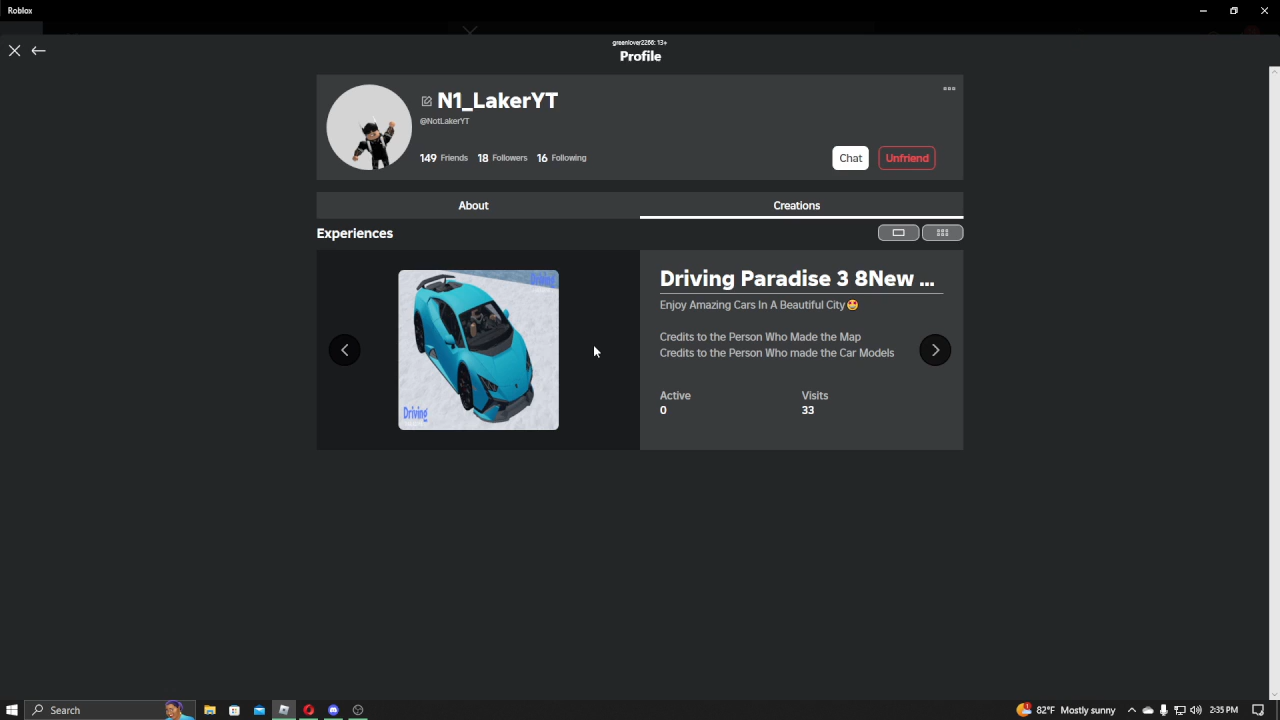 Roblox
greenlover2266: 13+
Profile
N1_LakerYT
@NotLakerYT
149 Friends 18 Followers 16 Following
Chat
Unfriend
About
Creations
Experiences
Driving
Driving
Driving Paradise 3 8New ...
Enjoy Amazing Cars In A Beautiful City🤩
Credits to the Person Who Made the Map
Credits to the Person Who made the Car Models
Active
Visits
0
33
Search
82°F Mostly sunny
2:35 PM